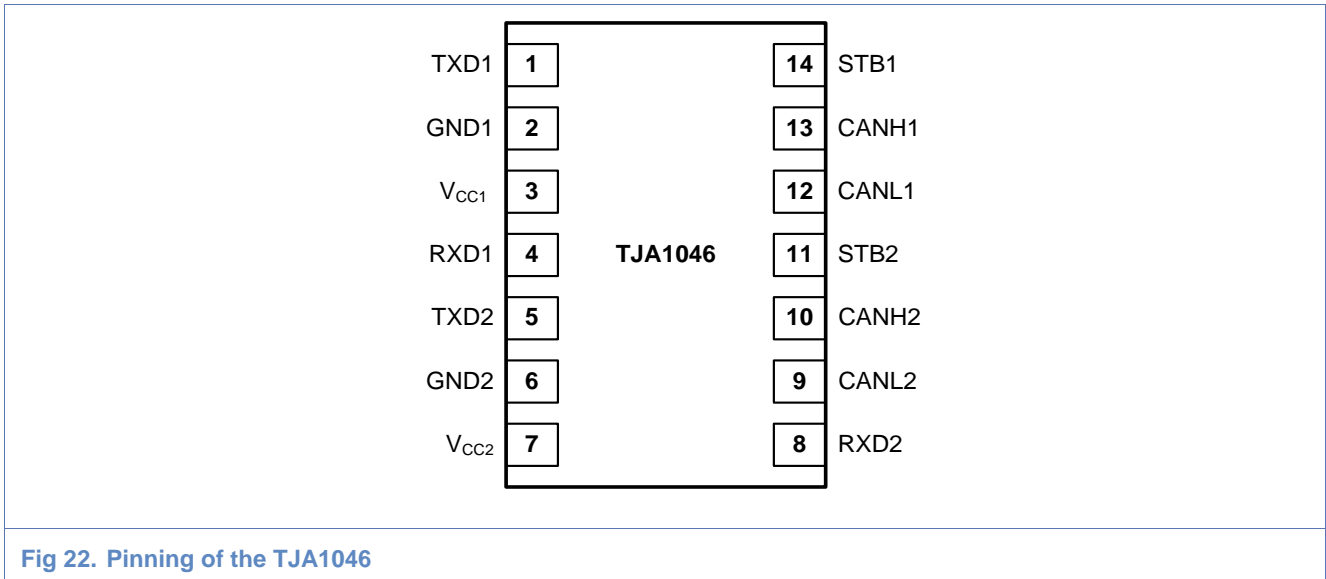 TXD1 1 14 STB1
GND1 2 13 CANH1
VCC1 3 12 CANL1
RXD1 4 TJA1046 11 STB2
TXD2 5 10 CANH2
GND2 6 9 CANL2
VCC2 7 8 RXD2
Fig 22. Pinning of the TJA1046